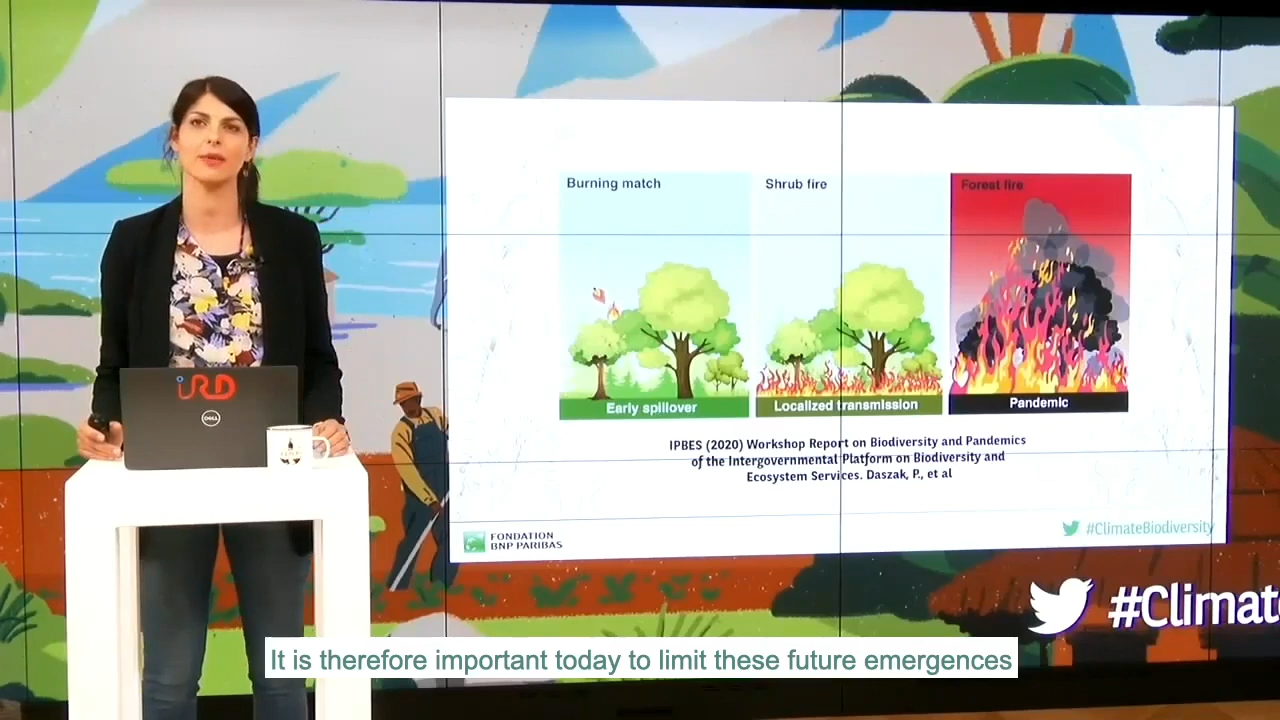 Burning match
Shrub fire
Forest fire
Early spillover
Localized transmission
Pandemic
IPBES (2020) Workshop Report on Biodiversity and Pandemics
of the Intergovernmental Platform on Biodiversity and
Ecosystem Services. Daszak, P., et al
FONDATION
BNP PARIBAS
#ClimateBiodiversity
iRD
DELL
#Climate
It is therefore important today to limit these future emergences